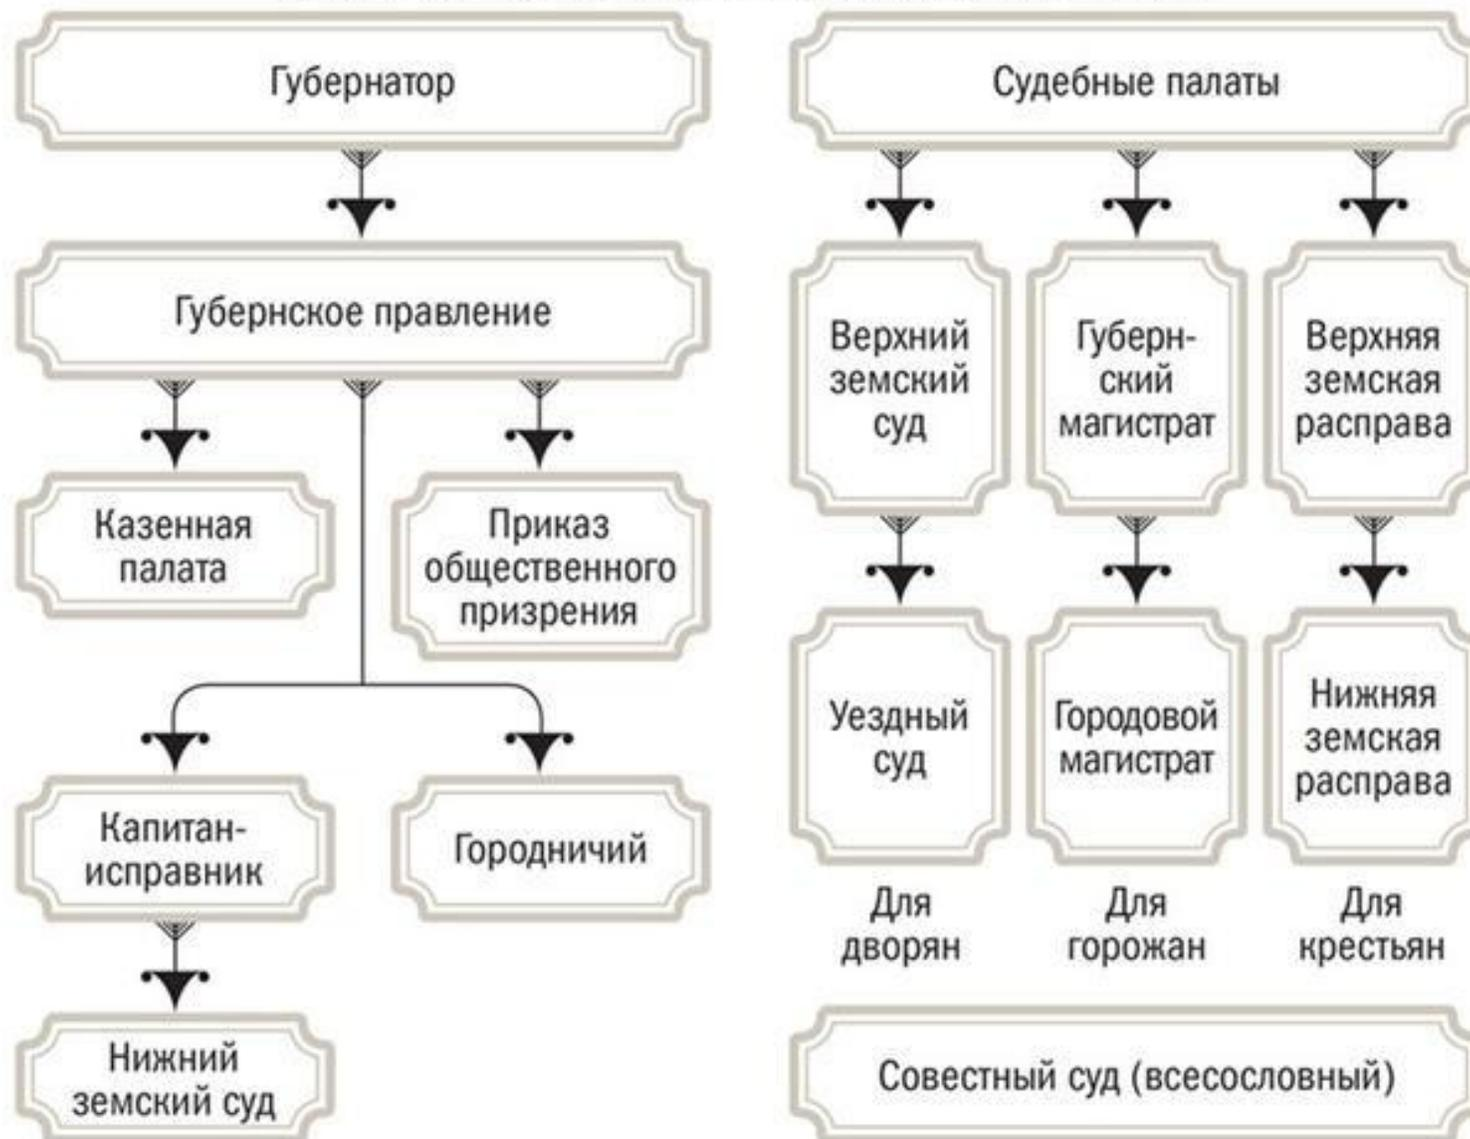 Губернатор
Губернское правление
Казенная
палата
Приказ
общественного
призрения
Капитан-
исправник
Городничий
Нижний
земский суд
Судебные палаты
Верхний
земский
суд
Губерн-
ский
магистрат
Верхняя
земская
расправа
Уездный
суд
Городовой
магистрат
Нижняя
земская
расправа
Для
дворян
Для
горожан
Для
крестьян
Совестный суд (всесословный)